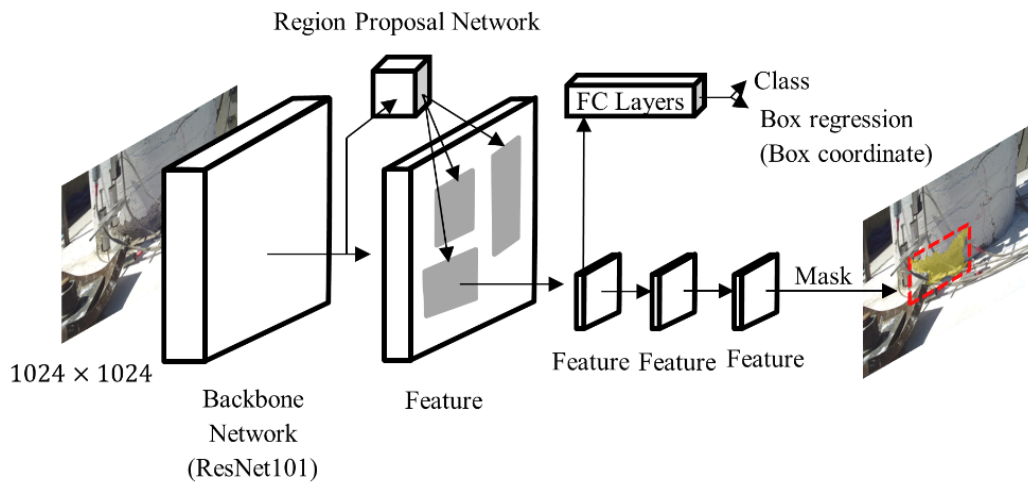 Region Proposal Network
FC Layers
Class
Box regression
(Box coordinate)
Mask
1024 × 1024
Backbone
Network
(ResNet101)
Feature
Feature
Feature
Feature